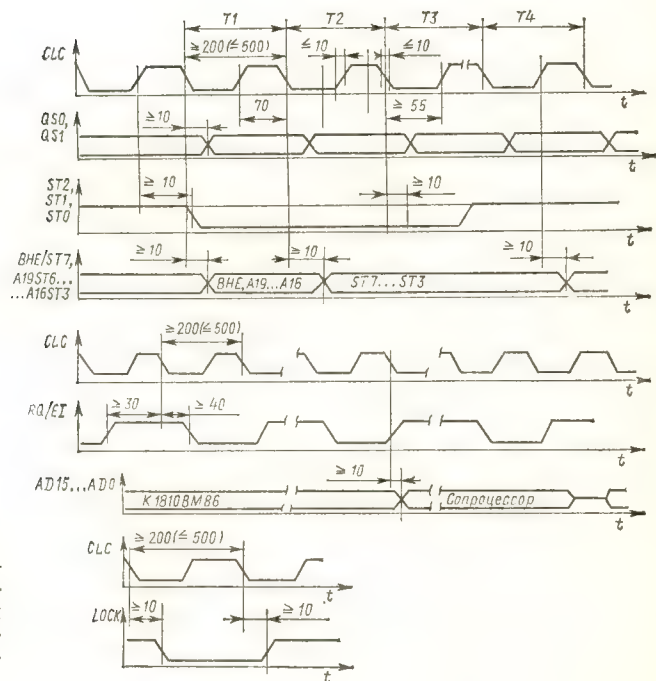 T1 T2 T3 T4
≥200(≤500) ≤10 ≤10
CLC
70 ≥55
t
QS0,
QS1
≥10
t
ST2,
ST1,
ST0
≥10 ≥10
t
BHE/ST7,
A19ST6...
...A16ST3
≥10 ≥10 ≥10
BHE,A19...A16 ST7...ST3
t
CLC
≥200(≤500)
t
RQ/EI
≥30 ≥40
t
AD15...AD0
≥10
К1810ВМ86 Сопроцессор
t
CLC
≥200(≤500)
t
LOCK
≥10 ≥10
t